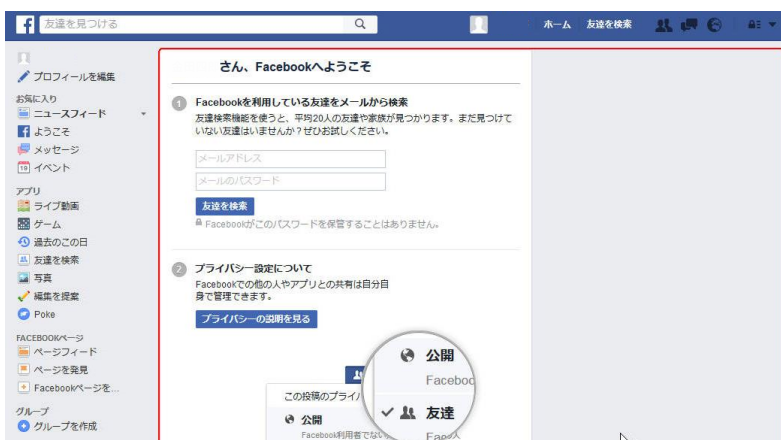 f
友達を見つける
ホーム
友達を検索
プロフィールを編集
お気に入り
ニュースフィード
ようこそ
メッセージ
19 イベント
アプリ
ライブ動画
ゲーム
過去のこの日
友達を検索
写真
編集を提案
Poke
FACEBOOKページ
ページフィード
ページを発見
Facebookページを...
グループ
グループを作成
さん、Facebookへようこそ
1 Facebookを利用している友達をメールから検索
友達検索機能を使うと、平均20人の友達や家族が見つかります。まだ見つけて
いない友達はいませんか？ぜひお試しください。
メールアドレス
メールのパスワード
友達を検索
Facebookがこのパスワードを保管することはありません。
2 プライバシー設定について
Facebookでの他の人やアプリとの共有は自分自
身で管理できます。
プライバシーの説明を見る
この投稿のプライバ
公開
Facebook利用者でない
公開
Faceboo
友達